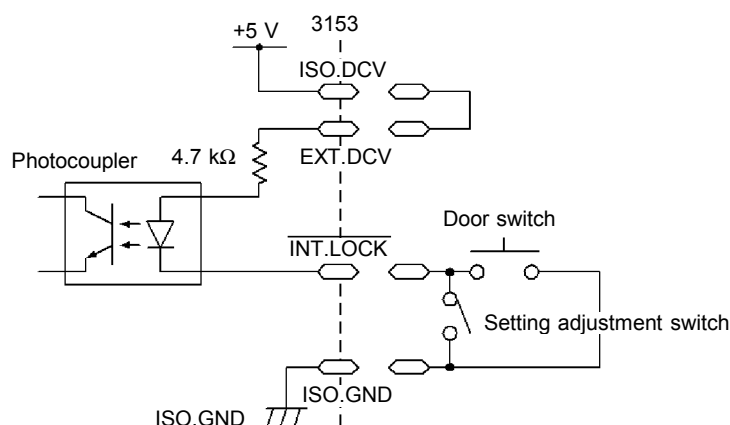 +5 V
3153
ISO.DCV
Photocoupler
4.7 kΩ
EXT.DCV
Door switch
INT.LOCK
Setting adjustment switch
ISO.GND
ISO.GND